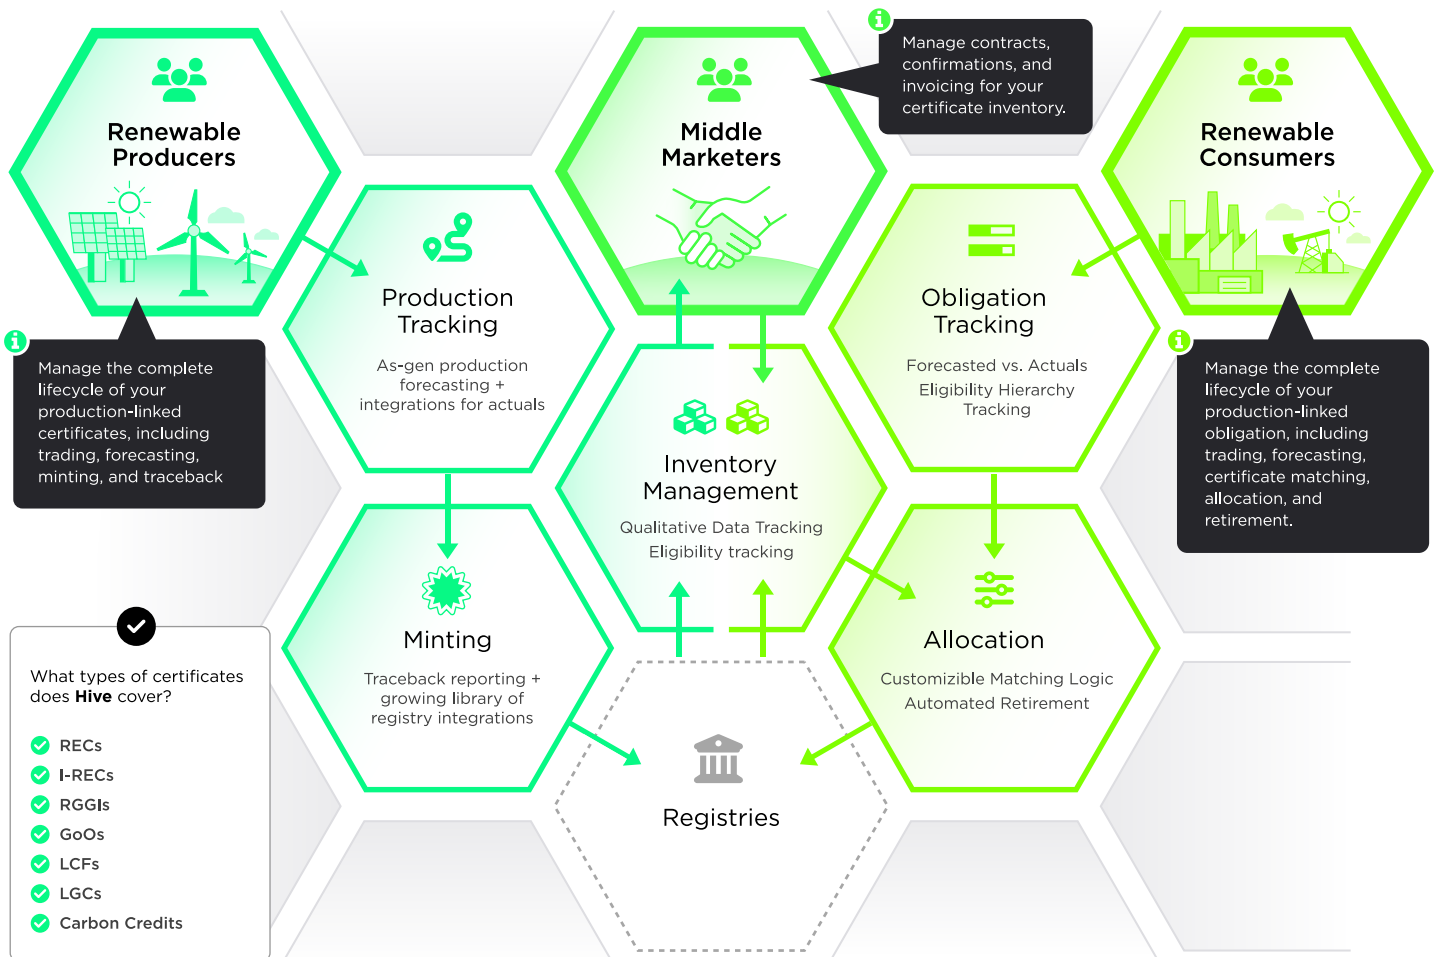 Renewable
Producers
Manage the complete
lifecycle of your
production-linked
certificates, including
trading, forecasting,
minting, and traceback
Production
Tracking
As-gen production
forecasting +
integrations for actuals
Minting
Traceback reporting +
growing library of
registry integrations
Middle
Marketers
Manage contracts,
confirmations, and
invoicing for your
certificate inventory.
Inventory
Management
Qualitative Data Tracking
Eligibility tracking
Registries
Renewable
Consumers
Manage the complete
lifecycle of your
production-linked
obligation, including
trading, forecasting,
certificate matching,
allocation, and
retirement.
Obligation
Tracking
Forecasted vs. Actuals
Eligibility Hierarchy
Tracking
Allocation
Customizible Matching Logic
Automated Retirement
What types of certificates
does Hive cover?
RECs
I-RECs
RGGIs
GoOs
LCFs
LGCs
Carbon Credits